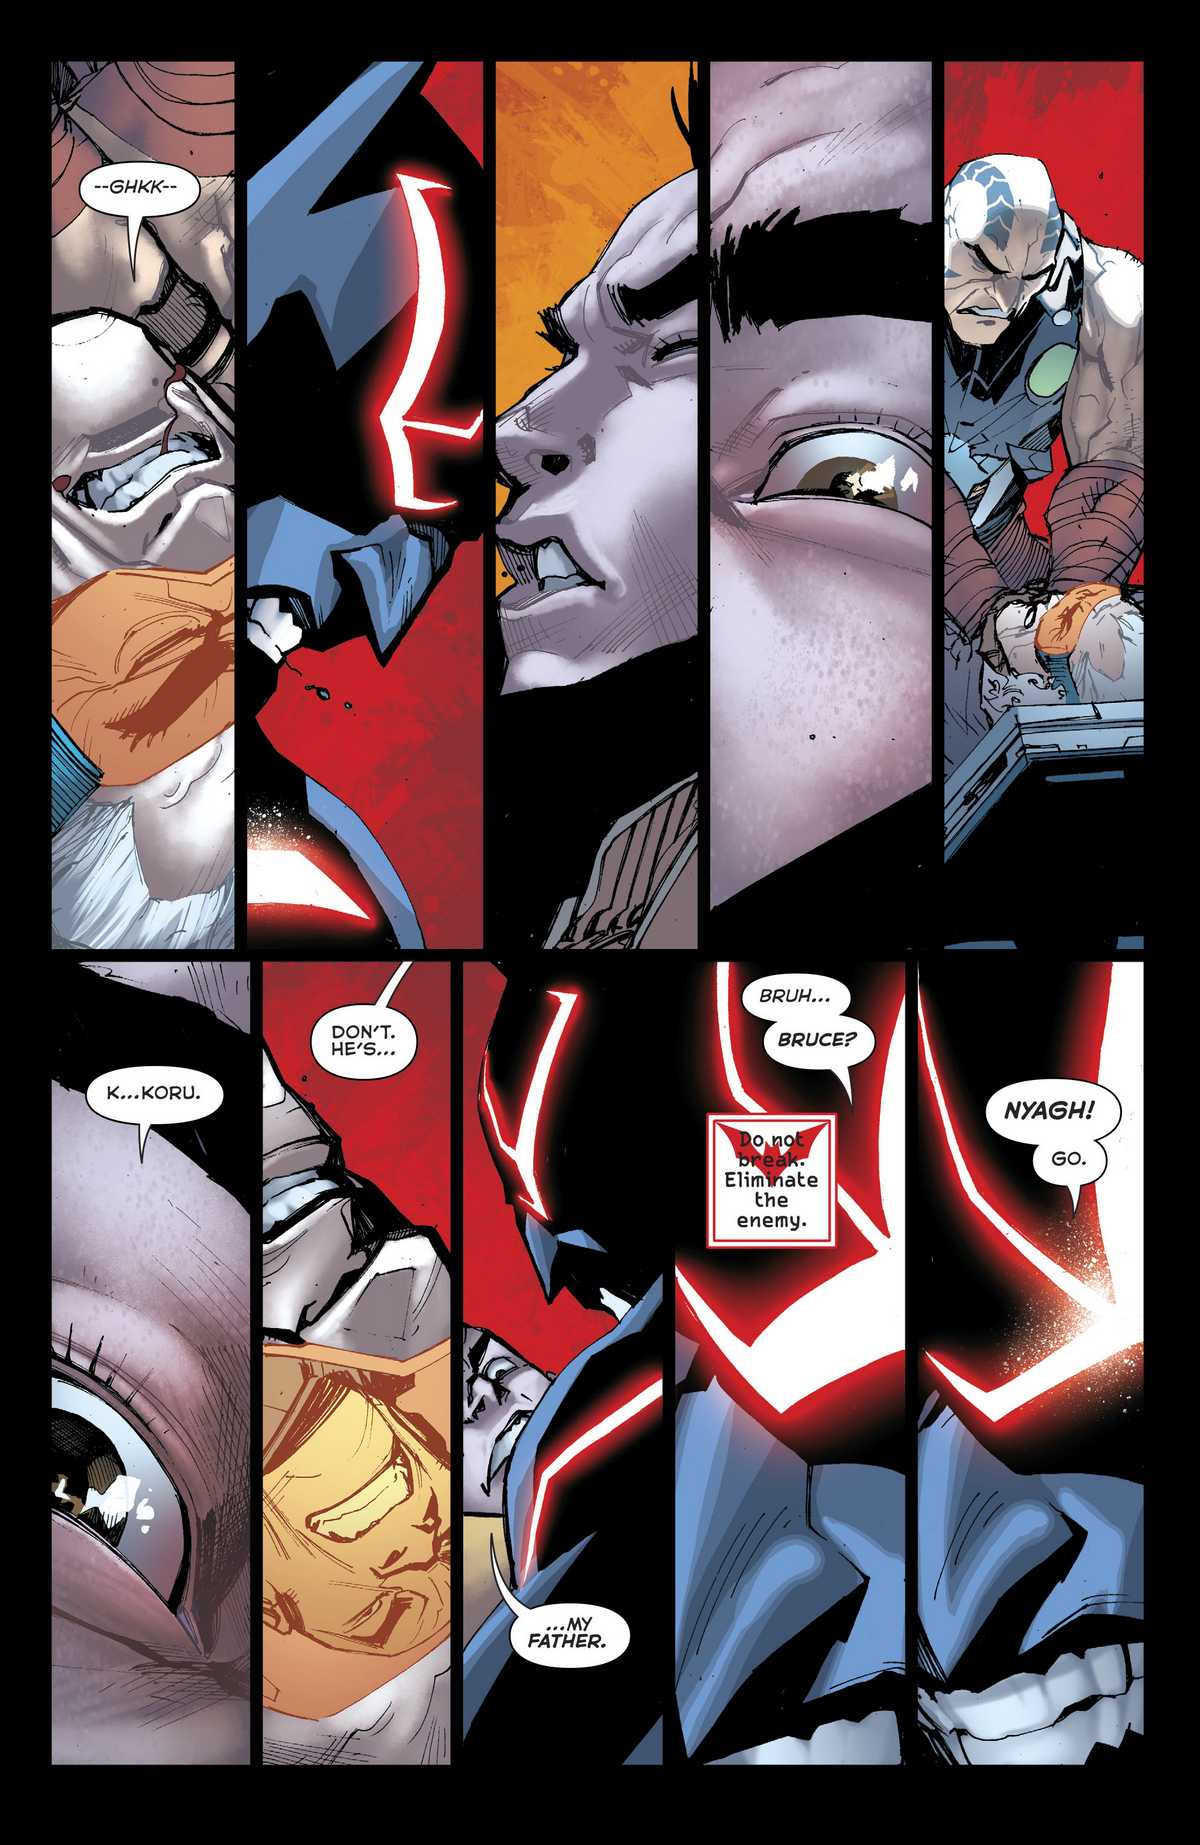 --GHKK--
K...KORU.
DON'T.
HE'S...
...MY
FATHER.
BRUH...
BRUCE?
Do not
break.
Eliminate
the
enemy.
NYAGH!
GO.